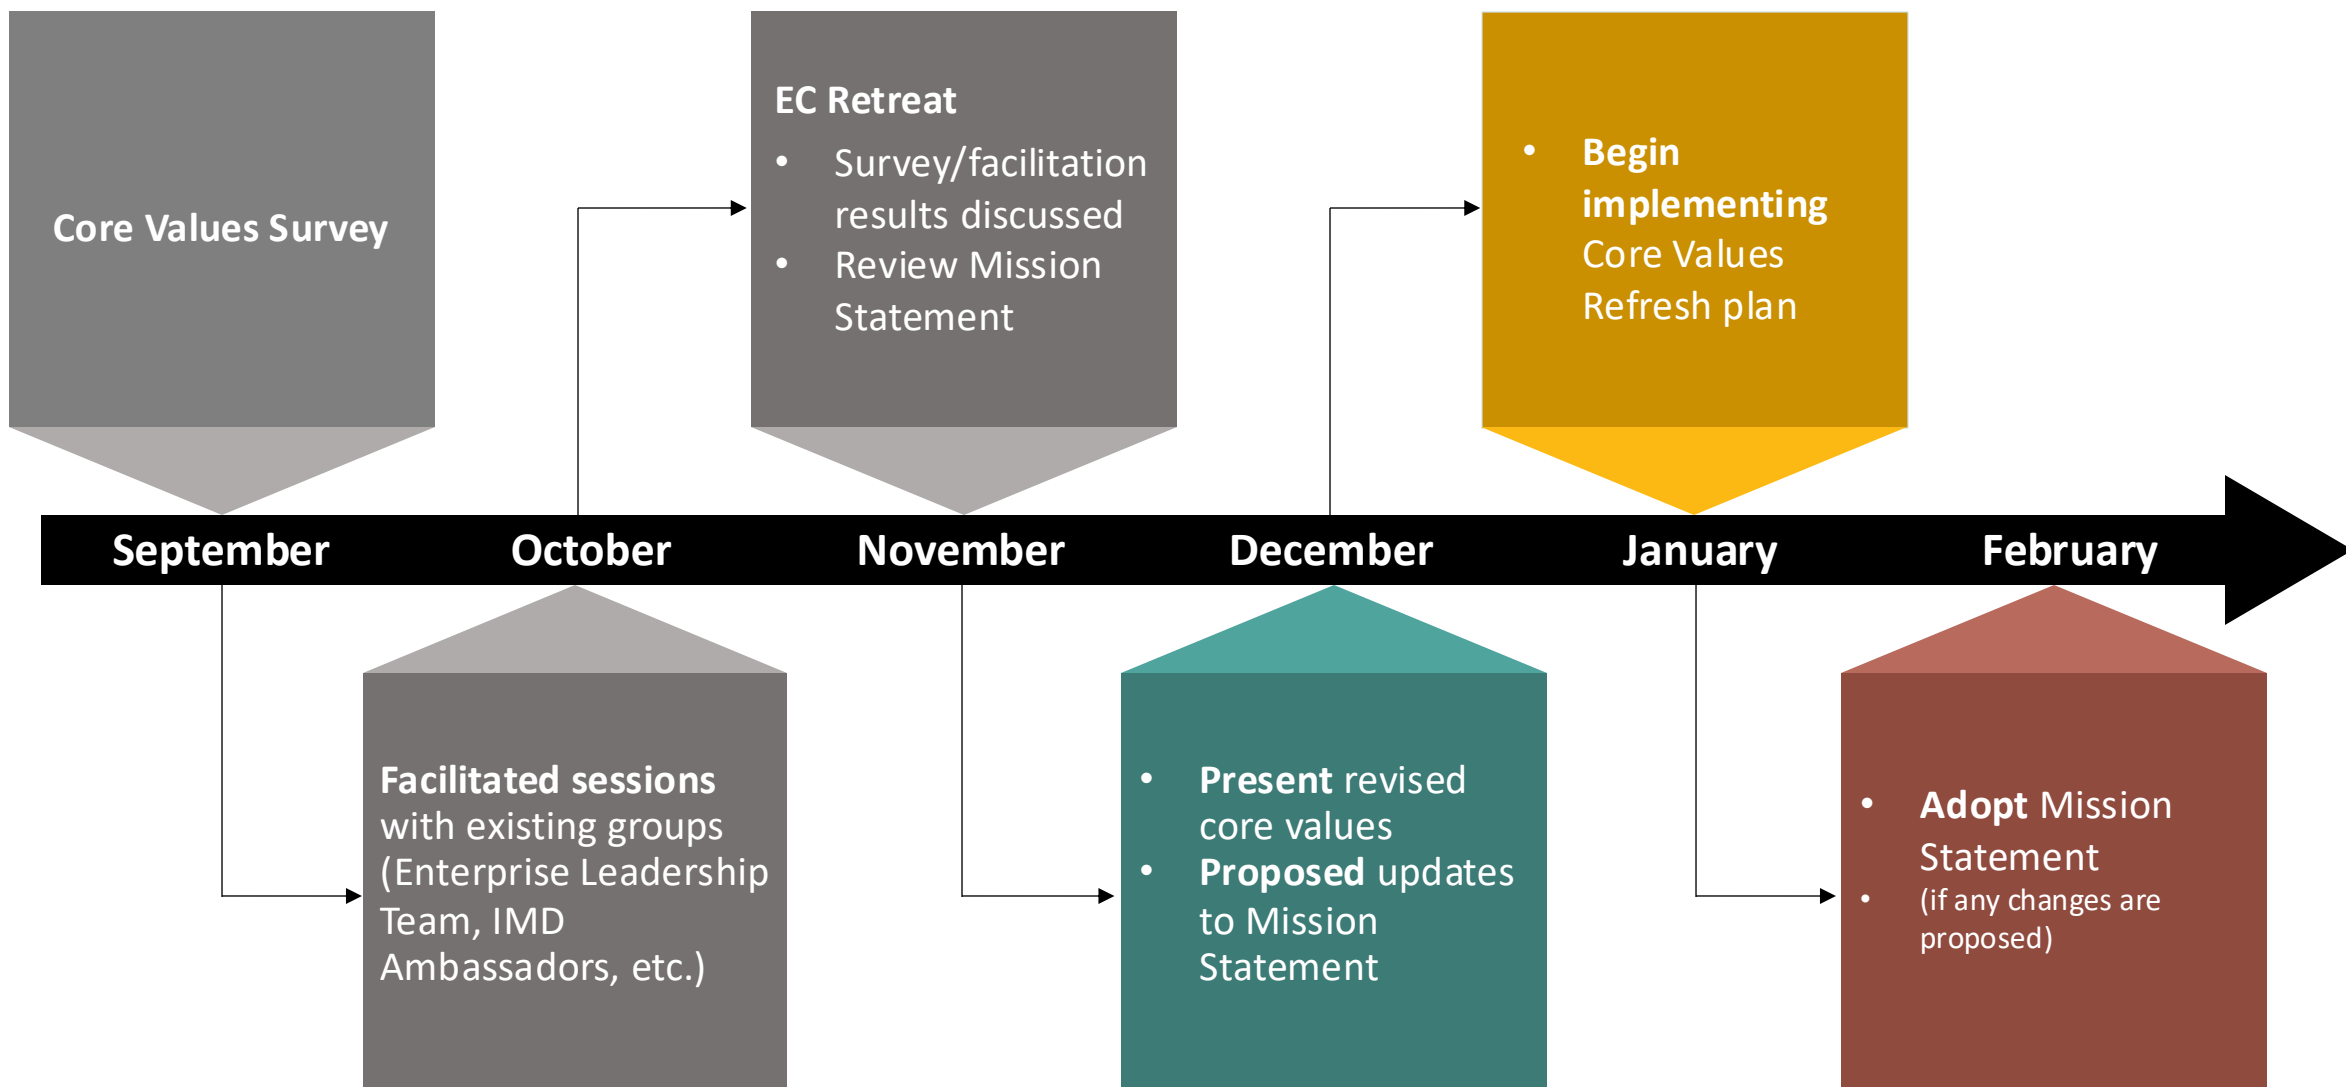 Core Values Survey
EC Retreat
• Survey/facilitation
results discussed
• Review Mission
Statement
• Begin
implementing
Core Values
Refresh plan
September October November December January February
Facilitated sessions
with existing groups
(Enterprise Leadership
Team, IMD
Ambassadors, etc.)
• Present revised
core values
• Proposed updates
to Mission
Statement
• Adopt Mission
Statement
• (if any changes are
proposed)